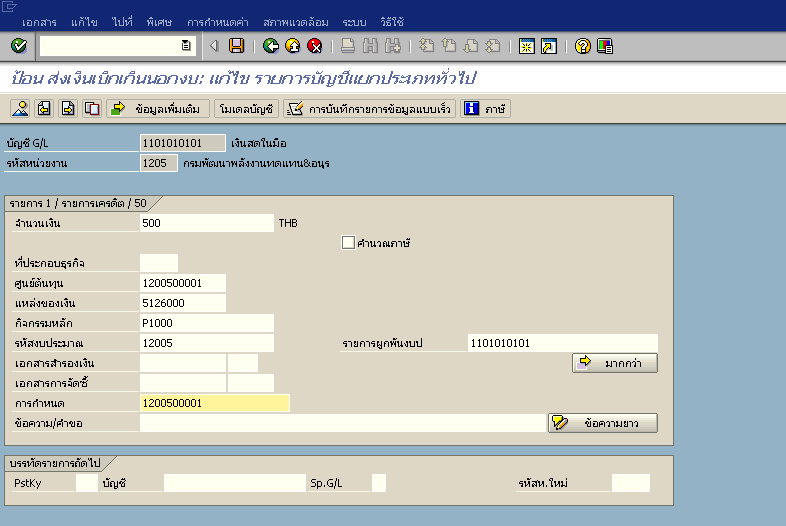 เอกสาร แก้ไข ไปที่ พิเศษ การกำหนดค่า สภาพแวดล้อม ระบบ วิธีใช้
ป้อน ส่งเงินเบิกเกินนอกงบ: แก้ไข รายการบัญชีแยกประเภททั่วไป
ข้อมูลเพิ่มเติม โมเดลบัญชี การบันทึกรายการข้อมูลแบบเร็ว ภาษี
บัญชี G/L 1101010101 เงินสดในมือ
รหัสหน่วยงาน 1205 กรมพัฒนาพลังงานทดแทน&อนุร
รายการ 1 / รายการเครดิต / 50
จำนวนเงิน 500 THB
คำนวณภาษี
ที่ประกอบธุรกิจ
ศูนย์ต้นทุน 1200500001
แหล่งของเงิน 5126000
กิจกรรมหลัก P1000
รหัสงบประมาณ 12005 รายการผูกพันงบป 1101010101
เอกสารสำรองเงิน มากกว่า
เอกสารการจัดซื้
การกำหนด 1200500001
ข้อความ/คำขอ ข้อความยาว
บรรทัดรายการถัดไป
PstKy บัญชี Sp.G/L รหัสห.ใหม่